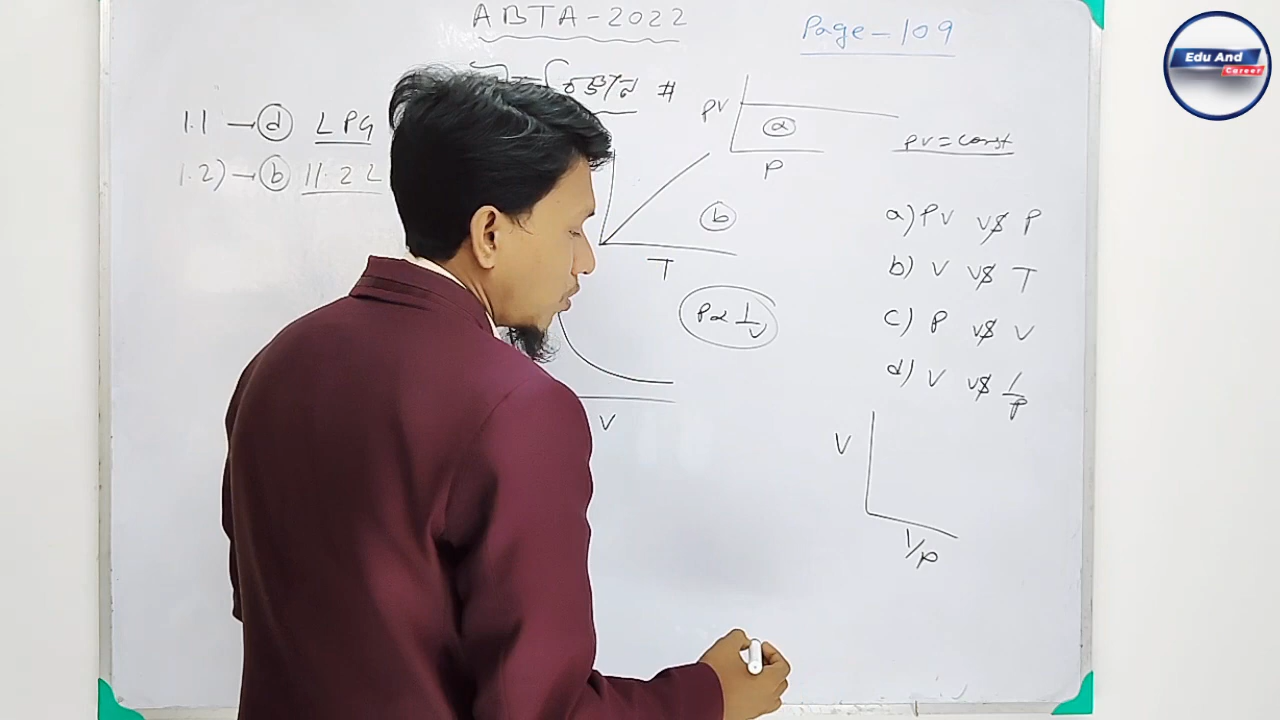 ABTA-2022
Page-109
Edu And
Career
#
1.1 → (d) LPG
1.2) → (b) 11.22
PV
(a)
P
PV = const
(b)
T
P ∝ 1/V
V
a) PV vs P
b) V vs T
c) P vs V
d) V vs 1/P
V
1/P